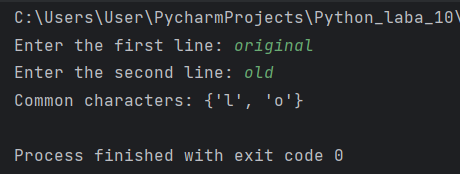 C:\Users\User\PycharmProjects\Python_laba_10\
Enter the first line: original
Enter the second line: old
Common characters: {'l', 'o'}
Process finished with exit code 0